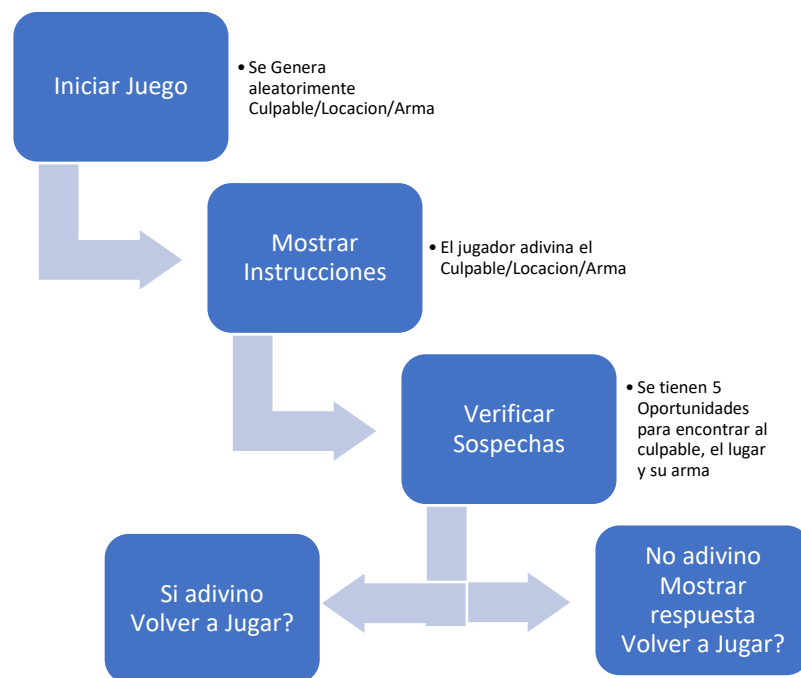 Iniciar Juego
• Se Genera
aleatorimente
Culpable/Locacion/Arma
Mostrar
Instrucciones
• El jugador adivina el
Culpable/Locacion/Arma
Verificar
Sospechas
• Se tienen 5
Oportunidades
para encontrar al
culpable, el lugar
y su arma
Si adivino
Volver a Jugar?
No adivino
Mostrar
respuesta
Volver a Jugar?